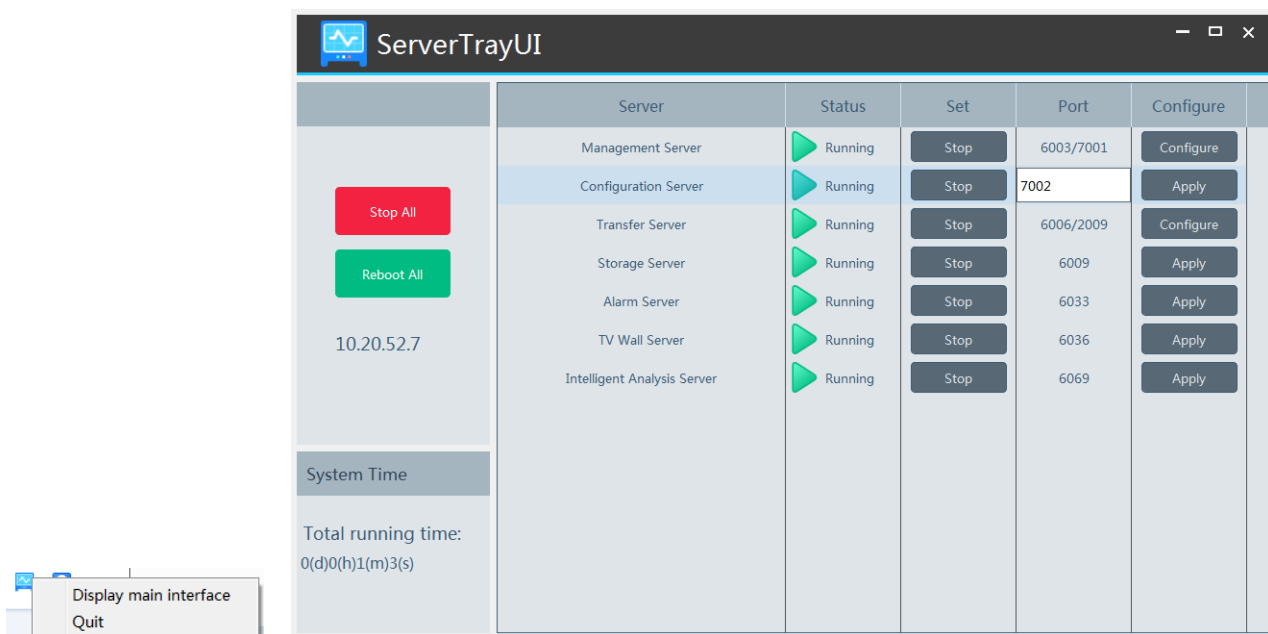 ServerTrayUI
Server Status Set Port Configure
Management Server Running Stop 6003/7001 Configure
Configuration Server Running Stop 7002 Apply
Transfer Server Running Stop 6006/2009 Configure
Storage Server Running Stop 6009 Apply
Alarm Server Running Stop 6033 Apply
TV Wall Server Running Stop 6036 Apply
Intelligent Analysis Server Running Stop 6069 Apply
Stop All
Reboot All
10.20.52.7
System Time
Total running time:
0(d)0(h)1(m)3(s)
Display main interface
Quit